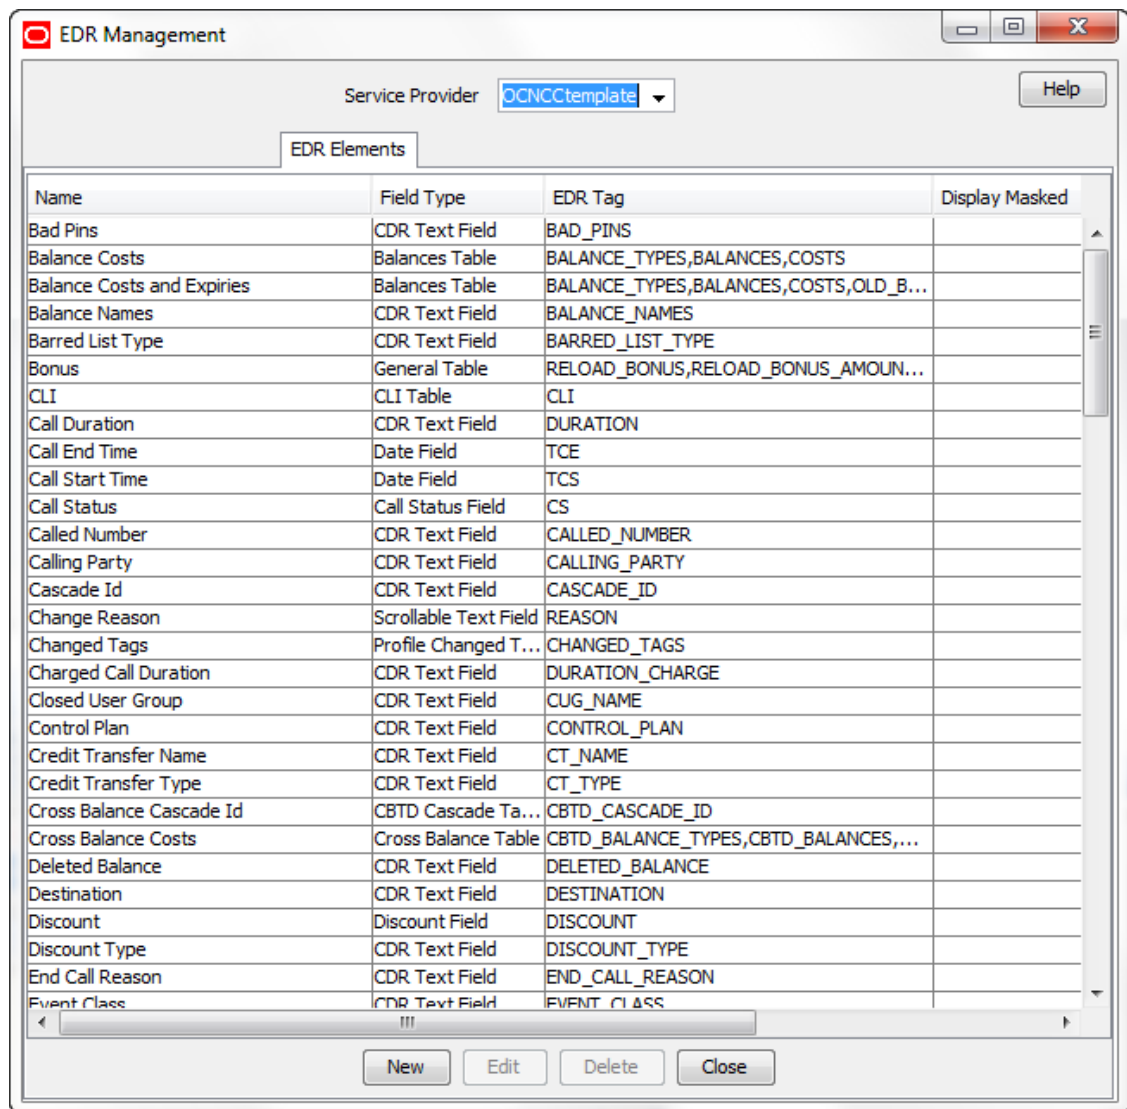 EDR Management
Service Provider OCNCCtemplate Help
EDR Elements
Name Field Type EDR Tag Display Masked
Bad Pins CDR Text Field BAD_PINS
Balance Costs Balances Table BALANCE_TYPES,BALANCES,COSTS
Balance Costs and Expiries Balances Table BALANCE_TYPES,BALANCES,COSTS,OLD_B...
Balance Names CDR Text Field BALANCE_NAMES
Barred List Type CDR Text Field BARRED_LIST_TYPE
Bonus General Table RELOAD_BONUS,RELOAD_BONUS_AMOUN...
CLI CLI Table CLI
Call Duration CDR Text Field DURATION
Call End Time Date Field TCE
Call Start Time Date Field TCS
Call Status Call Status Field CS
Called Number CDR Text Field CALLED_NUMBER
Calling Party CDR Text Field CALLING_PARTY
Cascade Id CDR Text Field CASCADE_ID
Change Reason Scrollable Text Field REASON
Changed Tags Profile Changed T... CHANGED_TAGS
Charged Call Duration CDR Text Field DURATION_CHARGE
Closed User Group CDR Text Field CUG_NAME
Control Plan CDR Text Field CONTROL_PLAN
Credit Transfer Name CDR Text Field CT_NAME
Credit Transfer Type CDR Text Field CT_TYPE
Cross Balance Cascade Id CBTD Cascade Ta... CBTD_CASCADE_ID
Cross Balance Costs Cross Balance Table CBTD_BALANCE_TYPES,CBTD_BALANCES,...
Deleted Balance CDR Text Field DELETED_BALANCE
Destination CDR Text Field DESTINATION
Discount Discount Field DISCOUNT
Discount Type CDR Text Field DISCOUNT_TYPE
End Call Reason CDR Text Field END_CALL_REASON
Event Class CDR Text Field EVENT_CLASS
New Edit Delete Close